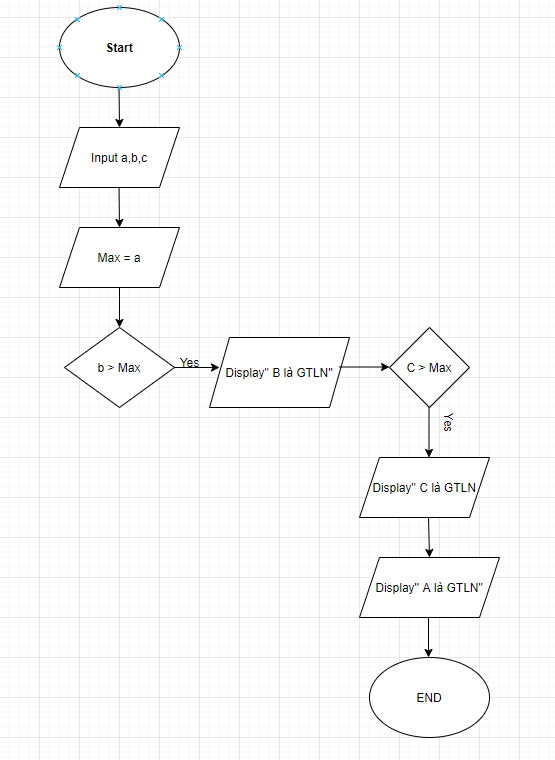 Start
Input a,b,c
Max = a
b > Max
Yes
Display" B là GTLN"
C > Max
Yes
Display" C là GTLN
Display" A là GTLN"
END